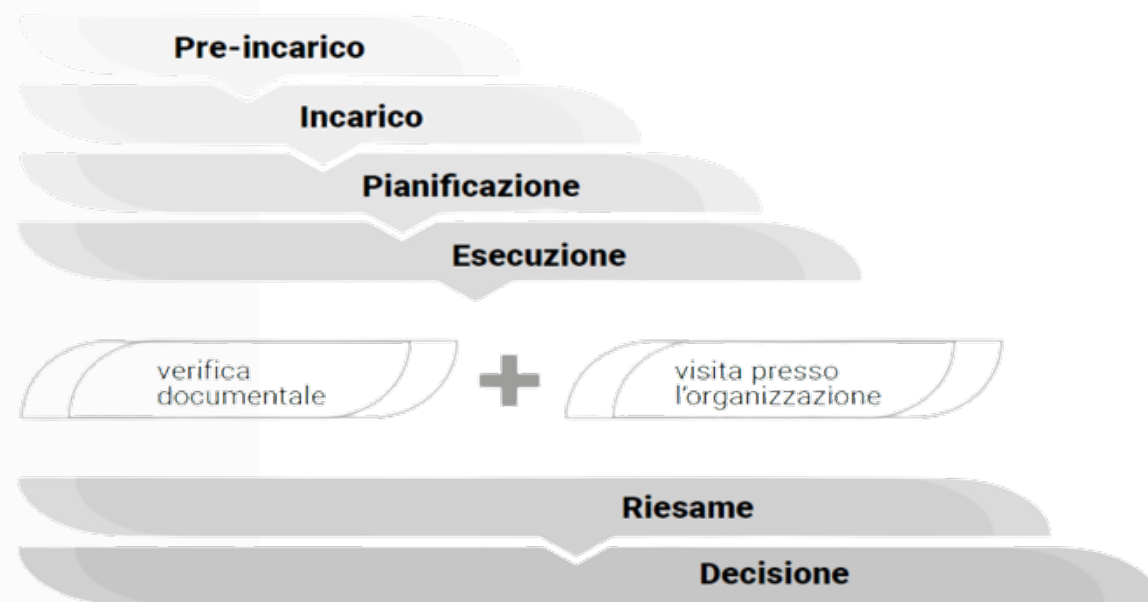 Pre-incarico
Incarico
Pianificazione
Esecuzione
verifica
documentale
visita presso
l'organizzazione
Riesame
Decisione